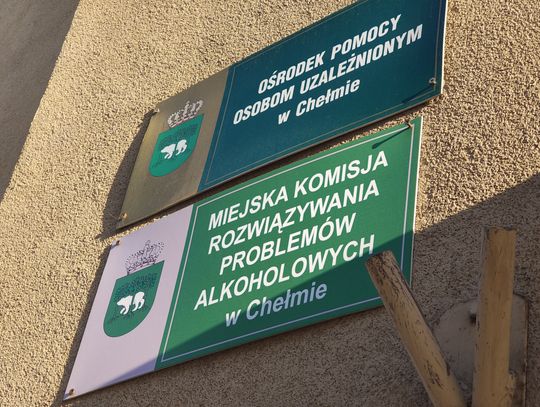 OŚRODEK POMOCY
OSOBOM UZALEŻNIONYM
w Chełmie
MIEJSKA KOMISJA
ROZWIĄZYWANIA
PROBLEMÓW
ALKOHOLOWYCH
w Chełmie